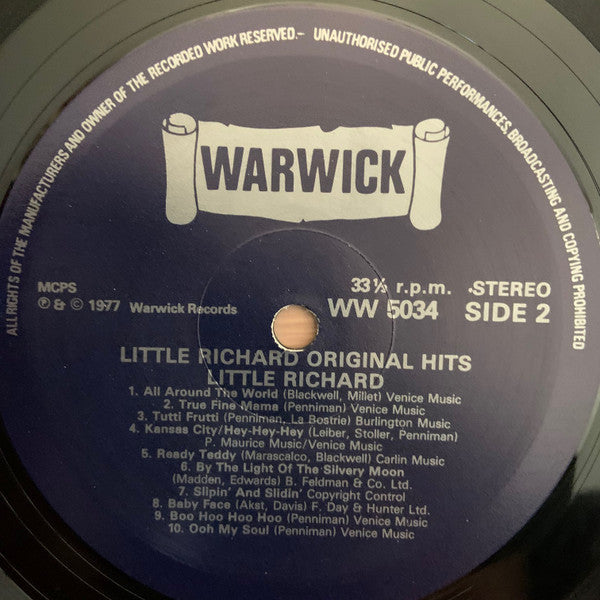 ALL RIGHTS OF THE MANUFACTURERS AND OWNER OF THE RECORDED WORK RESERVED.- UNAUTHORISED PUBLIC PERFORMANCES BROADCASTING AND COPYING PROHIBITED
WARWICK
MCPS 33⅓ r.p.m. STEREO
℗ & © 1977 Warwick Records WW 5034 SIDE 2
LITTLE RICHARD ORIGINAL HITS
LITTLE RICHARD
1. All Around The World (Blackwell, Millet) Venice Music
2. True Fine Mama (Penniman) Venice Music
3. Tutti Frutti (Penniman, La Bostrie) Burlington Music
4. Kansas City/Hey-Hey-Hey (Leiber, Stoller, Penniman)
P. Maurice Music/Venice Music
5. Ready Teddy (Marascalco, Blackwell) Carlin Music
6. By The Light Of The Silvery Moon
(Madden, Edwards) B. Feldman & Co. Ltd.
7. Slipin' And Slidin' Copyright Control
8. Baby Face (Akst, Davis) F. Day & Hunter Ltd.
9. Boo Hoo Hoo Hoo (Penniman) Venice Music
10. Ooh My Soul (Penniman) Venice Music